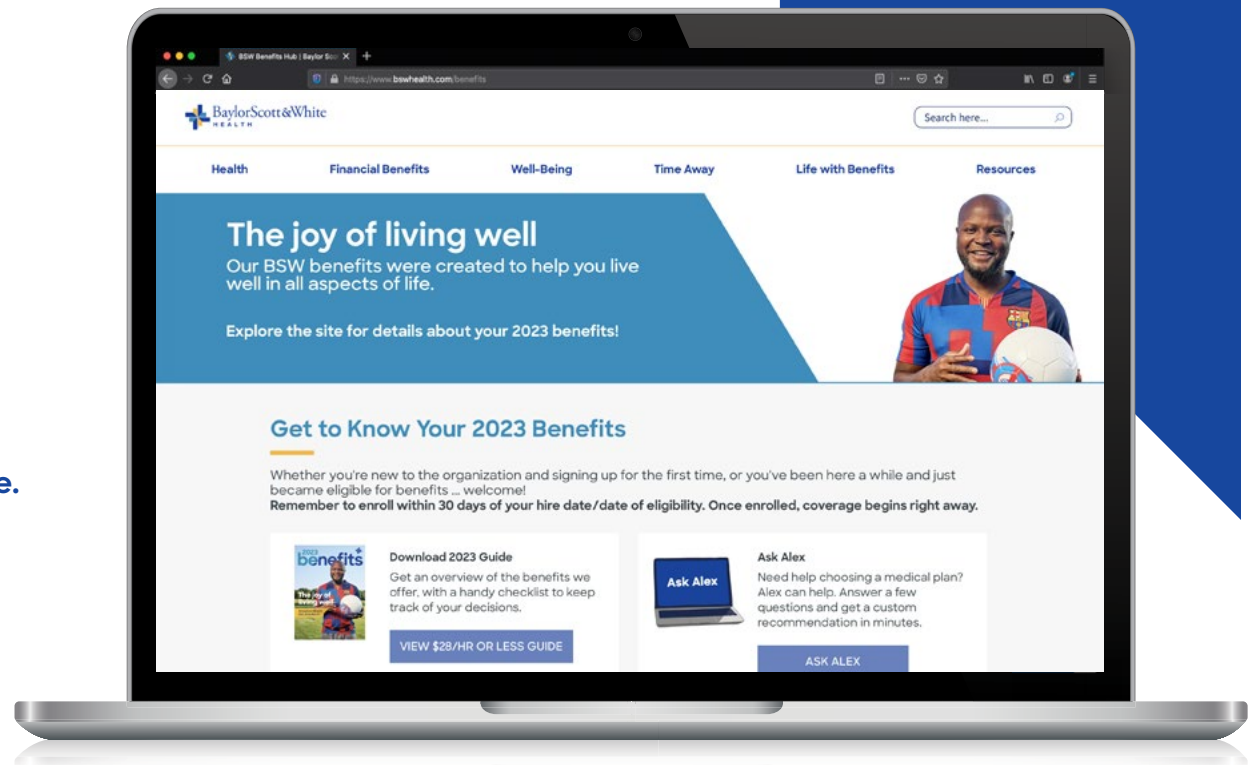 BSW Benefits Hub | Baylor Sco
https://www.bswhealth.com/benefits
BaylorScott&White
HEALTH
Search here...
Health
Financial Benefits
Well-Being
Time Away
Life with Benefits
Resources
The joy of living well
Our BSW benefits were created to help you live
well in all aspects of life.
Explore the site for details about your 2023 benefits!
Get to Know Your 2023 Benefits
e.
Whether you're new to the organization and signing up for the first time, or you've been here a while and just
became eligible for benefits ... welcome!
Remember to enroll within 30 days of your hire date/date of eligibility. Once enrolled, coverage begins right away.
2023
benefits
The joy of
living well
Download 2023 Guide
Get an overview of the benefits we
offer, with a handy checklist to keep
track of your decisions.
VIEW $28/HR OR LESS GUIDE
Ask Alex
Ask Alex
Need help choosing a medical plan?
Alex can help. Answer a few
questions and get a custom
recommendation in minutes.
ASK ALEX